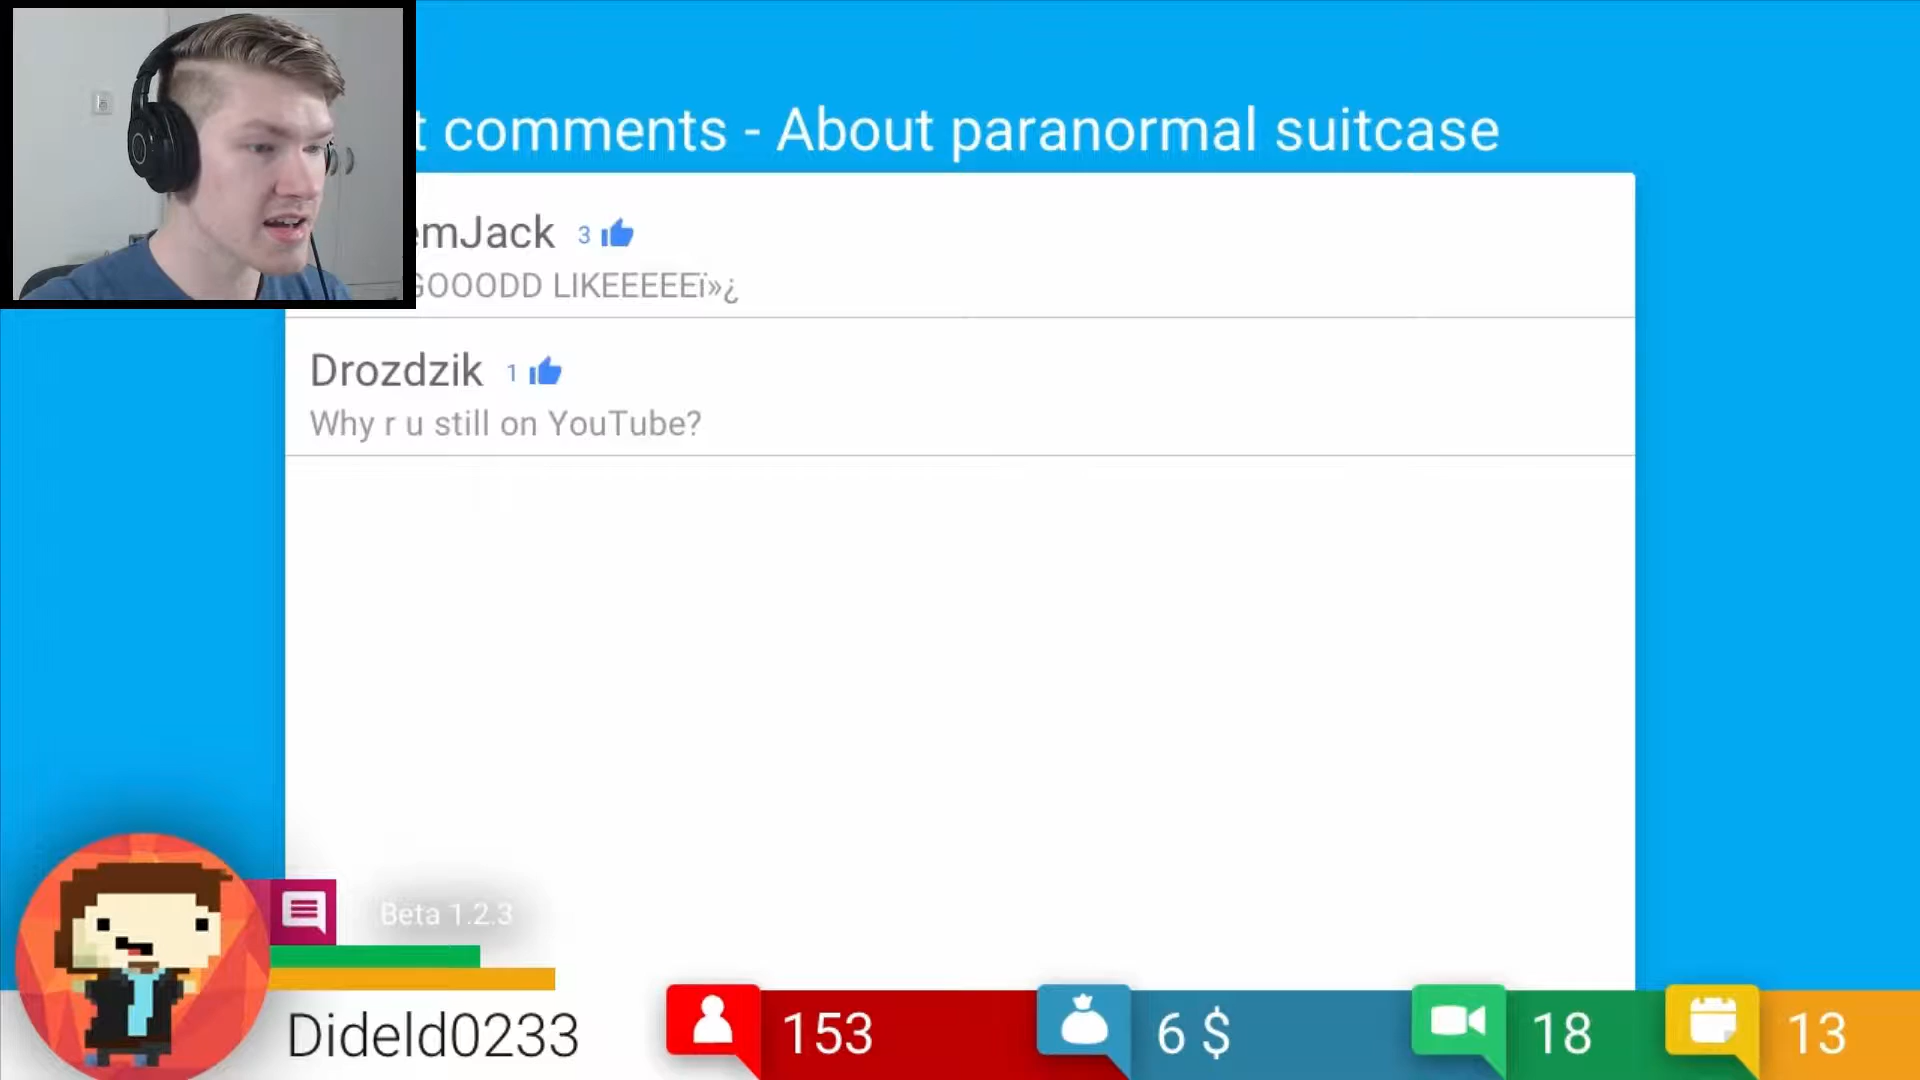 comments - About paranormal suitcase
emJack 3
GOOODD LIKEEEEEï»¿
Drozdzik 1
Why r u still on YouTube?
Beta 1.2.3
Dideld0233
153
6 $
18
13